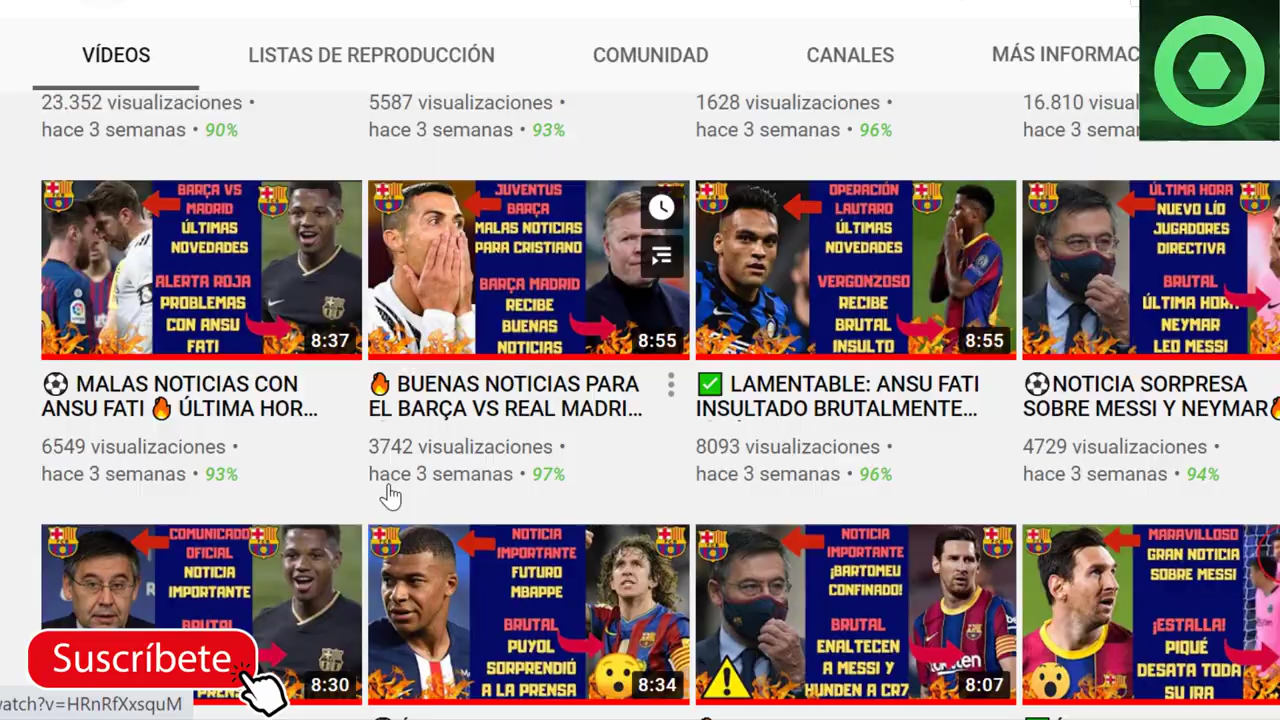 VÍDEOS
LISTAS DE REPRODUCCIÓN
COMUNIDAD
CANALES
MÁS INFORMAC
23.352 visualizaciones •
hace 3 semanas • 90%
5587 visualizaciones •
hace 3 semanas • 93%
1628 visualizaciones •
hace 3 semanas • 96%
16.810 visual
hace 3 semana
BARÇA VS
MADRID
ÚLTIMAS
NOVEDADES
ALERTA ROJA
PROBLEMAS
CON ANSU
FATI
8:37
JUVENTUS
BARÇA
MALAS NOTICIAS
PARA CRISTIANO
BARÇA MADRID
RECIBE
BUENAS
NOTICIAS
8:55
OPERACIÓN
LAUTARO
ÚLTIMAS
NOVEDADES
VERGONZOSO
RECIBE
BRUTAL
INSULTO
8:55
ÚLTIMA HORA
NUEVO LÍO
JUGADORES
DIRECTIVA
BRUTAL
ÚLTIMA HORA
NEYMAR
LEO MESSI
⚽ MALAS NOTICIAS CON
ANSU FATI 🔥 ÚLTIMA HOR...
6549 visualizaciones •
hace 3 semanas • 93%
🔥 BUENAS NOTICIAS PARA
EL BARÇA VS REAL MADRI...
3742 visualizaciones •
hace 3 semanas • 97%
✅ LAMENTABLE: ANSU FATI
INSULTADO BRUTALMENTE...
8093 visualizaciones •
hace 3 semanas • 96%
⚽NOTICIA SORPRESA
SOBRE MESSI Y NEYMAR🔥
4729 visualizaciones •
hace 3 semanas • 94%
COMUNICADO
OFICIAL
NOTICIA
IMPORTANTE
BRUTAL
8:30
NOTICIA
IMPORTANTE
FUTURO
MBAPPE
BRUTAL
PUYOL
SORPRENDIÓ
A LA PRENSA
8:34
NOTICIA
IMPORTANTE
¡BARTOMEU
CONFINADO!
BRUTAL
ENALTECEN
A MESSI Y
HUNDEN A CR7
8:07
MARAVILLOSO
GRAN NOTICIA
SOBRE MESSI
¡ESTALLA!
PIQUÉ
DESATA TODA
SU IRA
Suscríbete
watch?v=HRnRfXxsquM